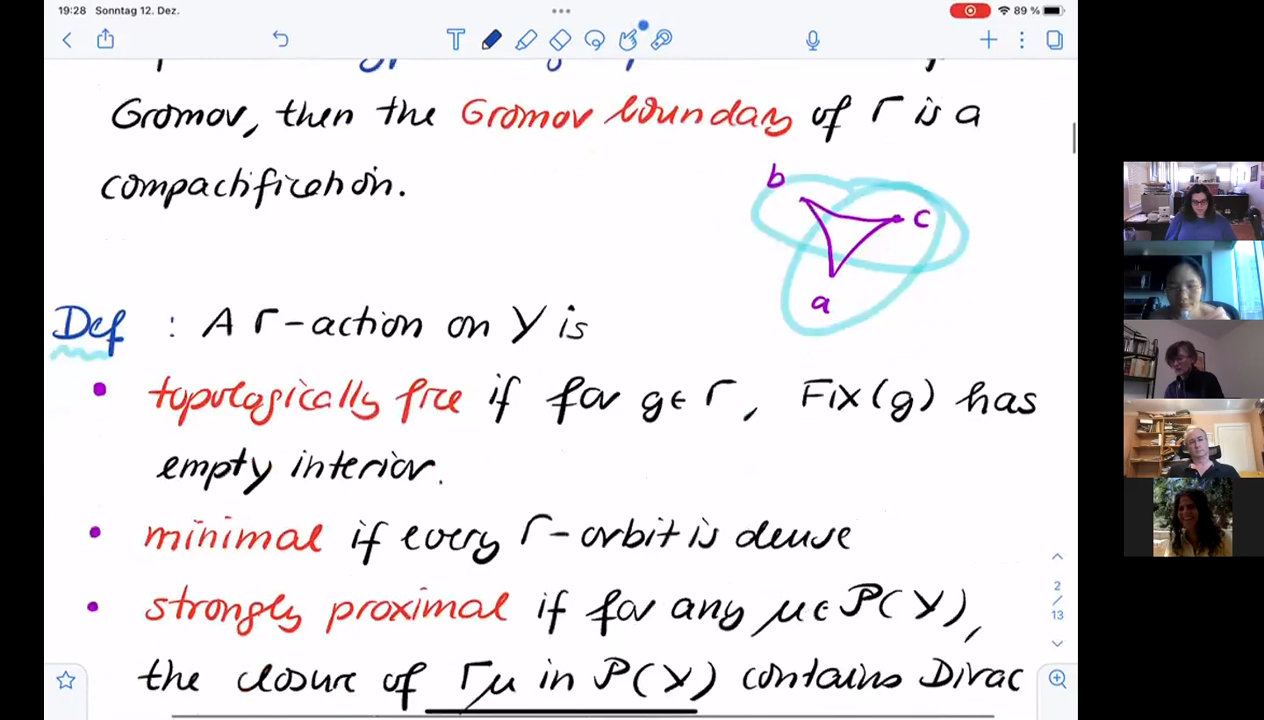 19:28 Sonntag 12. Dez.
89 %
Gromov, then the Gromov boundary of Γ is a
compactification.
b
c
a
Def : A Γ-action on Y is
• topologically free if for g∈Γ, Fix(g) has
empty interior.
• minimal if every Γ-orbit is dense
• strongly proximal if for any μ∈P(Y),
the closure of Γμ in P(Y) contains Dirac
2
/
13